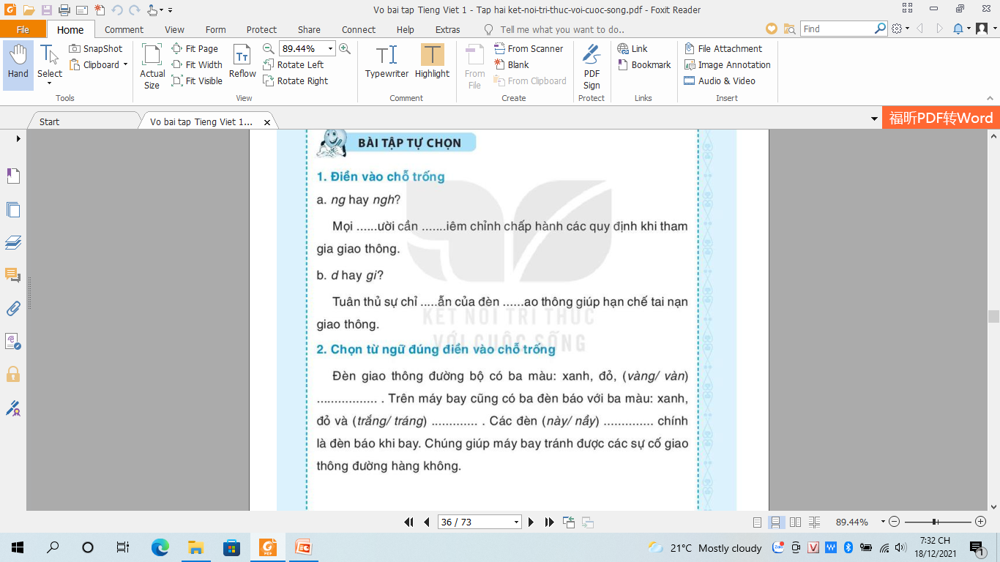 Vo bai tap Tieng Viet 1 - Tap hai ket-noi-tri-thuc-voi-cuoc-song.pdf - Foxit Reader
File Home Comment View Form Protect Share Connect Help Extras Tell me what you want to do.. Find
Hand
Select
SnapShot
Clipboard
Tools
Actual Size
Fit Page
Fit Width
Fit Visible
Reflow
89.44%
Rotate Left
Rotate Right
View
Typewriter
Highlight
Comment
From File
From Scanner
Blank
From Clipboard
Create
PDF Sign
Protect
Link
Bookmark
Links
File Attachment
Image Annotation
Audio & Video
Insert
Start
Vo bai tap Tieng Viet 1...
福昕PDF转Word
BÀI TẬP TỰ CHỌN
1. Điền vào chỗ trống
a. ng hay ngh?
Mọi ......ười cần .......iêm chỉnh chấp hành các quy định khi tham
gia giao thông.
b. d hay gi?
Tuân thủ sự chỉ .....ẫn của đèn ......ao thông giúp hạn chế tai nạn
giao thông.
KẾT NỐI TRI THỨC
VỚI CUỘC SỐNG
2. Chọn từ ngữ đúng điền vào chỗ trống
Đèn giao thông đường bộ có ba màu: xanh, đỏ, (vàng/ vàn)
................. . Trên máy bay cũng có ba đèn báo với ba màu: xanh,
đỏ và (trắng/ tráng) ............. . Các đèn (này/ nẩy) .............. chính
là đèn báo khi bay. Chúng giúp máy bay tránh được các sự cố giao
thông đường hàng không.
36 / 73
89.44%
21°C Mostly cloudy
7:32 CH
18/12/2021
1